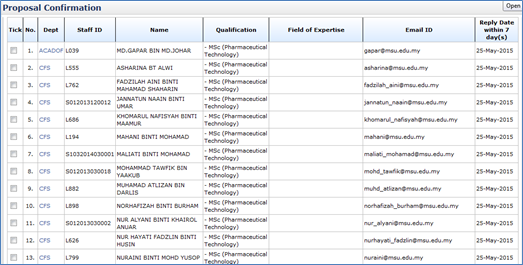 Proposal Confirmation
Open
Tick No. Dept Staff ID Name Qualification Field of Expertise Email ID Reply Date within 7 day(s)
1. ACADOF L039 MD.GAPAR BIN MD.JOHAR - MSc (Pharmaceutical Technology) gapar@msu.edu.my 25-May-2015
2. CFS L555 ASHARINA BT ALWI - MSc (Pharmaceutical Technology) asharina@msu.edu.my 25-May-2015
3. CFS L762 FADZILAH AINI BINTI MAHAMAD SHAHARIN - MSc (Pharmaceutical Technology) fadzilah_aini@msu.edu.my 25-May-2015
4. CFS S012013120012 JANNATUN NAAIN BINTI UMAR - MSc (Pharmaceutical Technology) jannatun_naain@msu.edu.my 25-May-2015
5. CFS L686 KHOMARUL NAFISYAH BINTI MAAMUR - MSc (Pharmaceutical Technology) khomarul_nafisyah@msu.edu.my 25-May-2015
6. CFS L194 MAHANI BINTI MOHAMAD - MSc (Pharmaceutical Technology) mahani@msu.edu.my 25-May-2015
7. CFS S1032014030001 MALIATI BINTI MOHAMAD - MSc (Pharmaceutical Technology) maliati_mohamad@msu.edu.my 25-May-2015
8. CFS S012013030018 MOHAMMAD TAWFIK BIN YAAKUB - MSc (Pharmaceutical Technology) mohd_tawfik@msu.edu.my 25-May-2015
9. CFS L882 MUHAMAD ATLIZAN BIN DARLIS - MSc (Pharmaceutical Technology) muhd_atlizan@msu.edu.my 25-May-2015
10. CFS L898 NORHAFIZAH BINTI BURHAM - MSc (Pharmaceutical Technology) norhafizah_burham@msu.edu.my 25-May-2015
11. CFS S012013030002 NUR ALYANI BINTI KHAIROL ANUAR - MSc (Pharmaceutical Technology) nur_alyani@msu.edu.my 25-May-2015
12. CFS L626 NUR HAYATI FADZLIN BINTI HUSIN - MSc (Pharmaceutical Technology) nurhayati_fadzlin@msu.edu.my 25-May-2015
13. CFS L799 NURAINI BINTI MOHD YUSOP - MSc (Pharmaceutical Technology) nuraini@msu.edu.my 25-May-2015